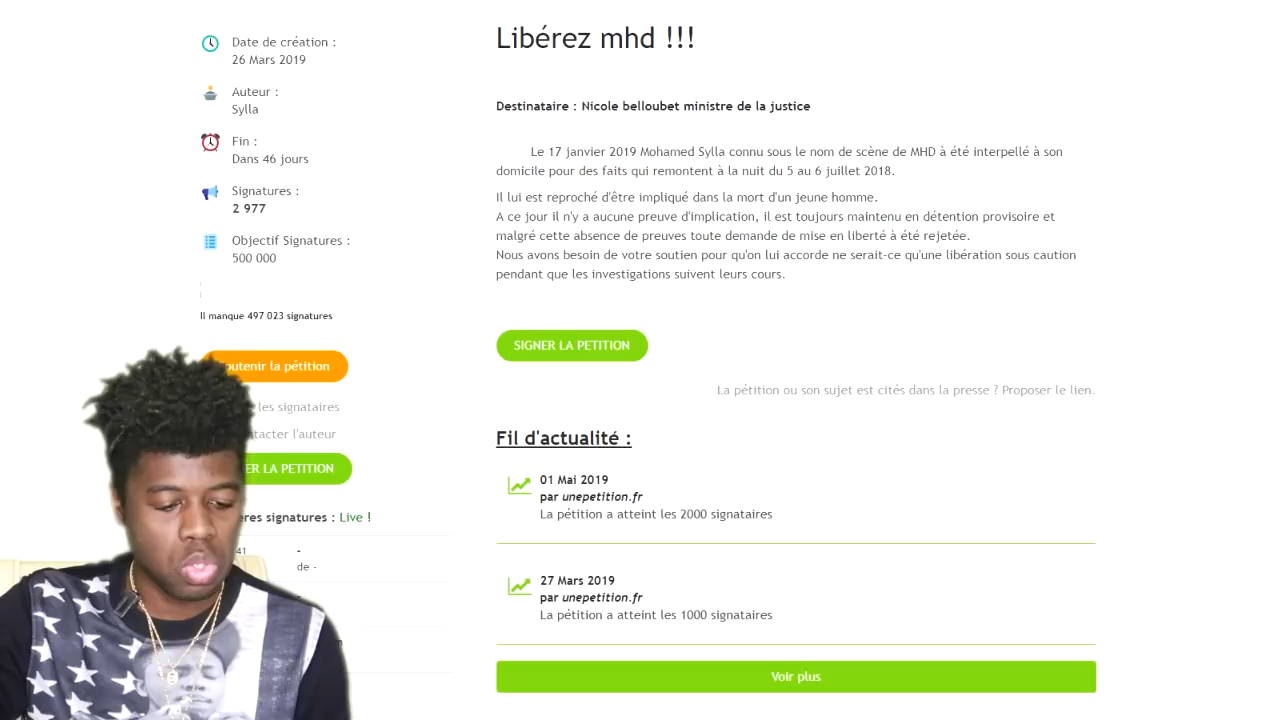 Date de création :
26 Mars 2019
Auteur :
Sylla
Fin :
Dans 46 jours
Signatures :
2 977
Objectif Signatures :
500 000
Il manque 497 023 signatures
outenir la pétition
les signataires
tacter l'auteur
ER LA PETITION
ères signatures : Live !
41
-
de -
Libérez mhd !!!
Destinataire : Nicole belloubet ministre de la justice
Le 17 janvier 2019 Mohamed Sylla connu sous le nom de scène de MHD à été interpellé à son
domicile pour des faits qui remontent à la nuit du 5 au 6 juillet 2018.
Il lui est reproché d'être impliqué dans la mort d'un jeune homme.
A ce jour il n'y a aucune preuve d'implication, il est toujours maintenu en détention provisoire et
malgré cette absence de preuves toute demande de mise en liberté à été rejetée.
Nous avons besoin de votre soutien pour qu'on lui accorde ne serait-ce qu'une libération sous caution
pendant que les investigations suivent leurs cours.
SIGNER LA PETITION
La pétition ou son sujet est cités dans la presse ? Proposer le lien.
Fil d'actualité :
01 Mai 2019
par unepetition.fr
La pétition a atteint les 2000 signataires
27 Mars 2019
par unepetition.fr
La pétition a atteint les 1000 signataires
Voir plus